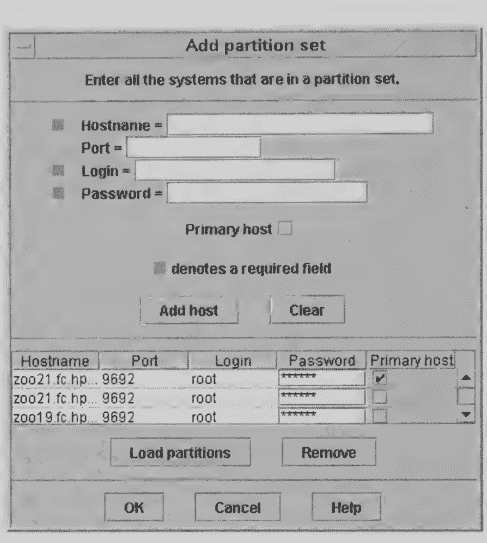 Add partition set
Enter all the systems that are in a partition set.
Hostname =
Port =
Login =
Password =
Primary host
denotes a required field
Add host Clear
Hostname Port Login Password Primary host
zoo21.fc.hp... 9692 root ******
zoo21.fc.hp... 9692 root ******
zoo19.fc.hp... 9692 root ******
Load partitions Remove
OK Cancel Help